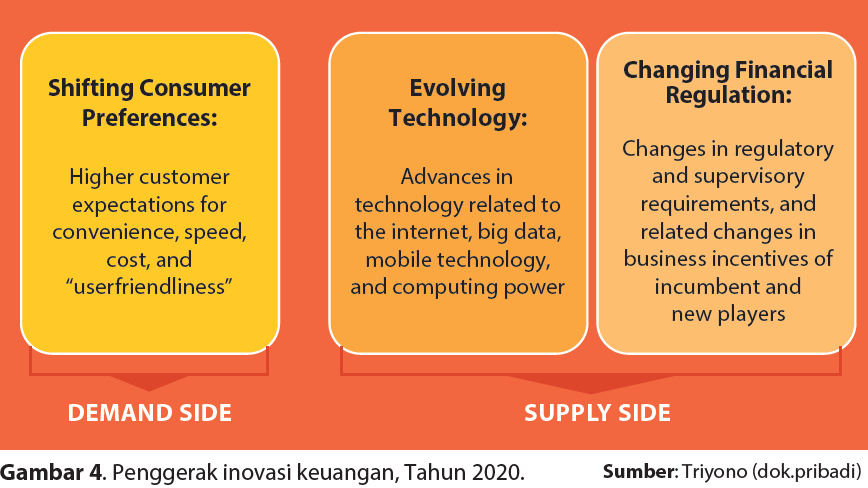 Shifting Consumer
Preferences:
Higher customer
expectations for
convenience, speed,
cost, and
“userfriendliness”
DEMAND SIDE
Evolving
Technology:
Advances in
technology related to
the internet, big data,
mobile technology,
and computing power
Changing Financial
Regulation:
Changes in regulatory
and supervisory
requirements, and
related changes in
business incentives of
incumbent and
new players
SUPPLY SIDE
Gambar 4. Penggerak inovasi keuangan, Tahun 2020.
Sumber: Triyono (dok.pribadi)